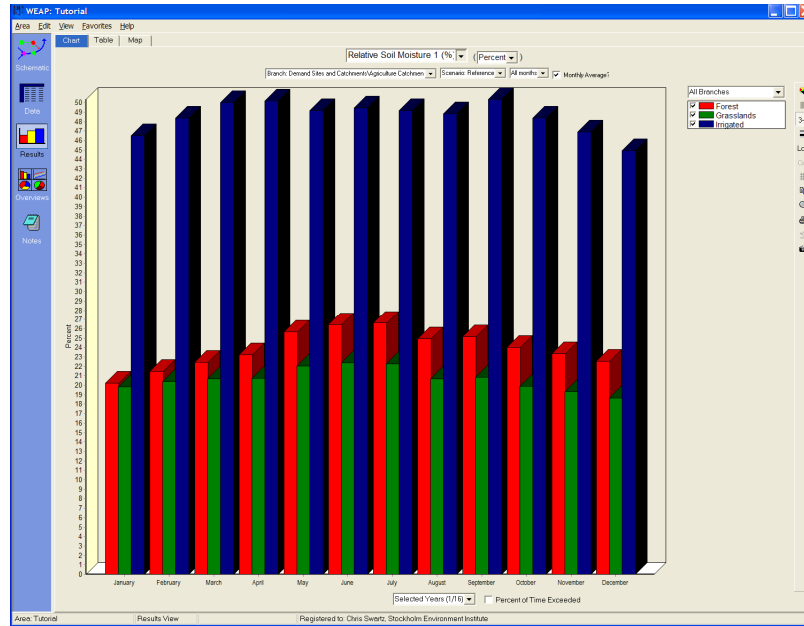 WEAP: Tutorial
Area Edit View Favorites Help
Chart Table Map
Relative Soil Moisture 1 (%) (Percent)
Branch: Demand Sites and Catchments\Agriculture Catchmen Scenario: Reference All months Monthly Average?
Schematic
Data
Results
Overviews
Notes
All Branches
Forest
Grasslands
Irrigated
3-
Lo
50
49
48
47
46
45
44
43
42
41
40
39
38
37
36
35
34
33
32
31
30
29
28
27
26
25
24
23
22
21
20
19
18
17
16
15
14
13
12
11
10
9
8
7
6
5
4
3
2
1
0
Percent
January February March April May June July August September October November December
Selected Years (1/16) Percent of Time Exceeded
Area: Tutorial Results View Registered to: Chris Swartz, Stockholm Environment Institute